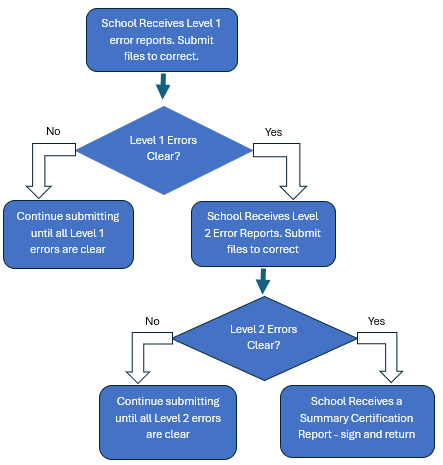 School Receives Level 1
error reports. Submit
files to correct.
No
Level 1 Errors
Clear?
Yes
Continue submitting
until all Level 1
errors are clear
School Receives Level
2 Error Reports. Submit
files to correct
No
Level 2 Errors
Clear?
Yes
Continue submitting
until all Level 2 errors
are clear
School Receives a
Summary Certification
Report - sign and return